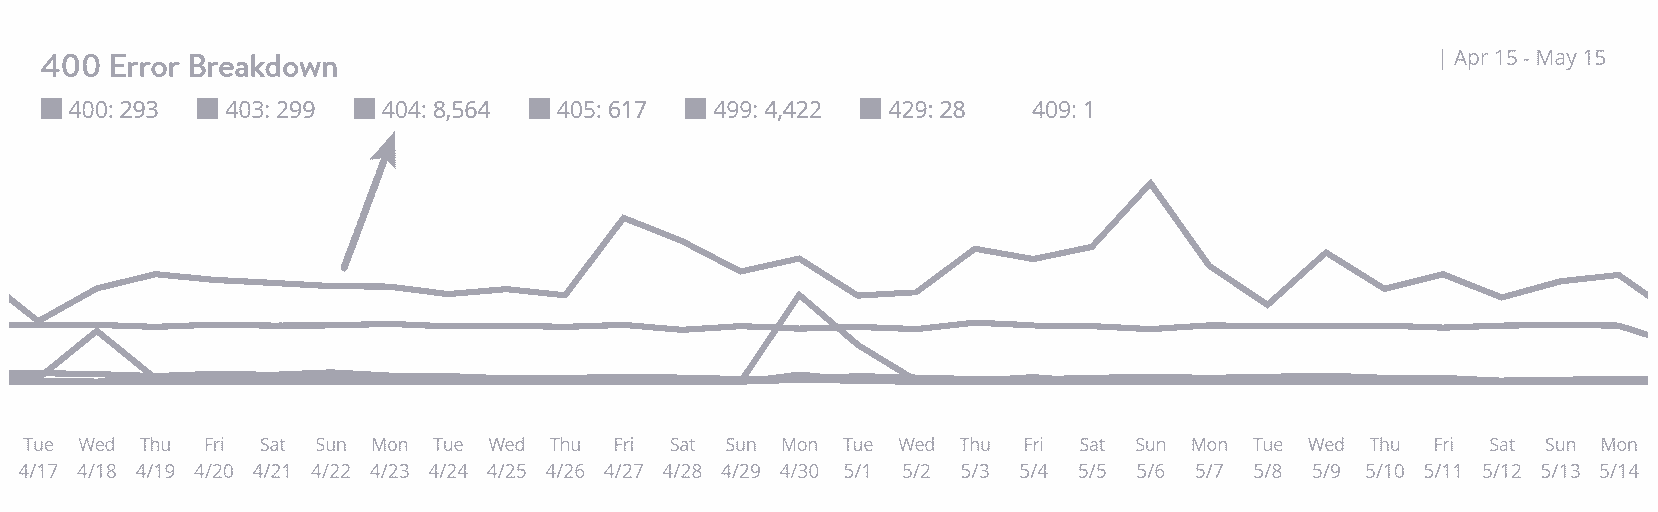 400 Error Breakdown
| Apr 15 - May 15
400: 293 403: 299 404: 8,564 405: 617 499: 4,422 429: 28 409: 1
Tue Wed Thu Fri Sat Sun Mon Tue Wed Thu Fri Sat Sun Mon Tue Wed Thu Fri Sat Sun Mon Tue Wed Thu Fri Sat Sun Mon
4/17 4/18 4/19 4/20 4/21 4/22 4/23 4/24 4/25 4/26 4/27 4/28 4/29 4/30 5/1 5/2 5/3 5/4 5/5 5/6 5/7 5/8 5/9 5/10 5/11 5/12 5/13 5/14